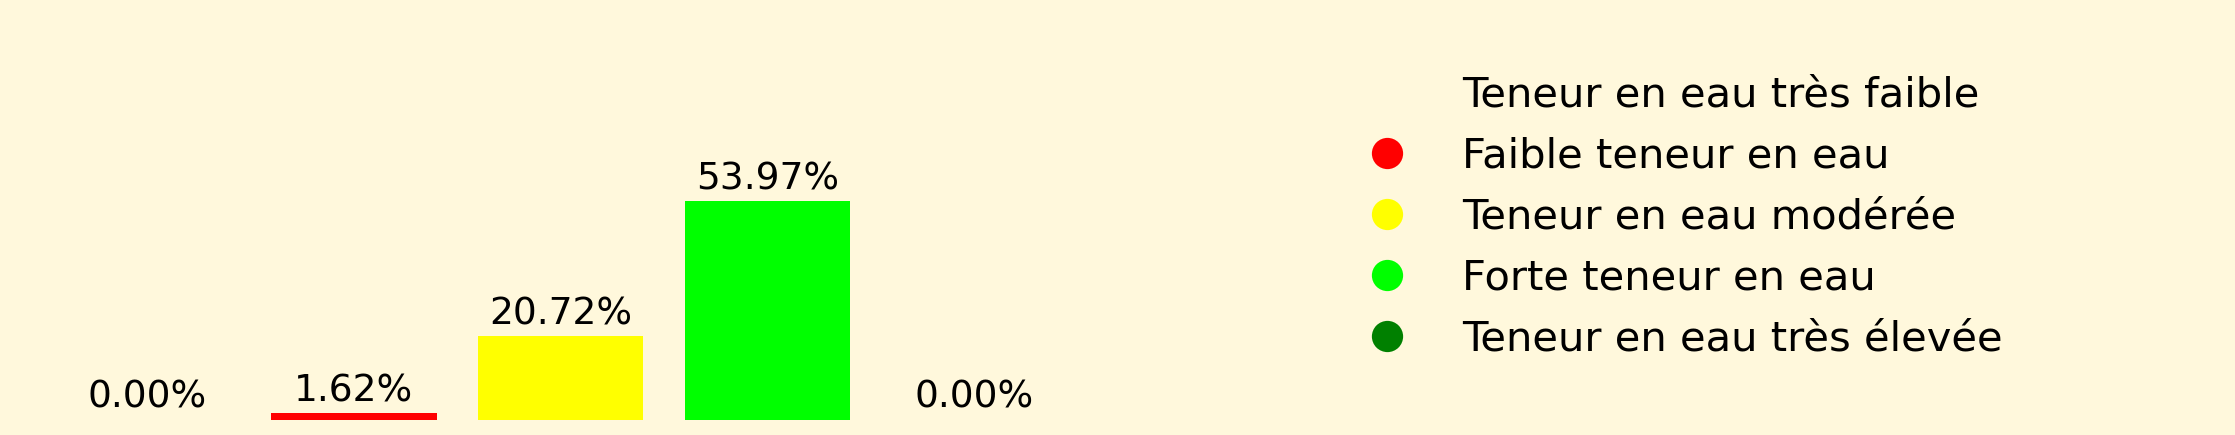 0.00%
1.62%
20.72%
53.97%
0.00%
Teneur en eau très faible
Faible teneur en eau
Teneur en eau modérée
Forte teneur en eau
Teneur en eau très élevée